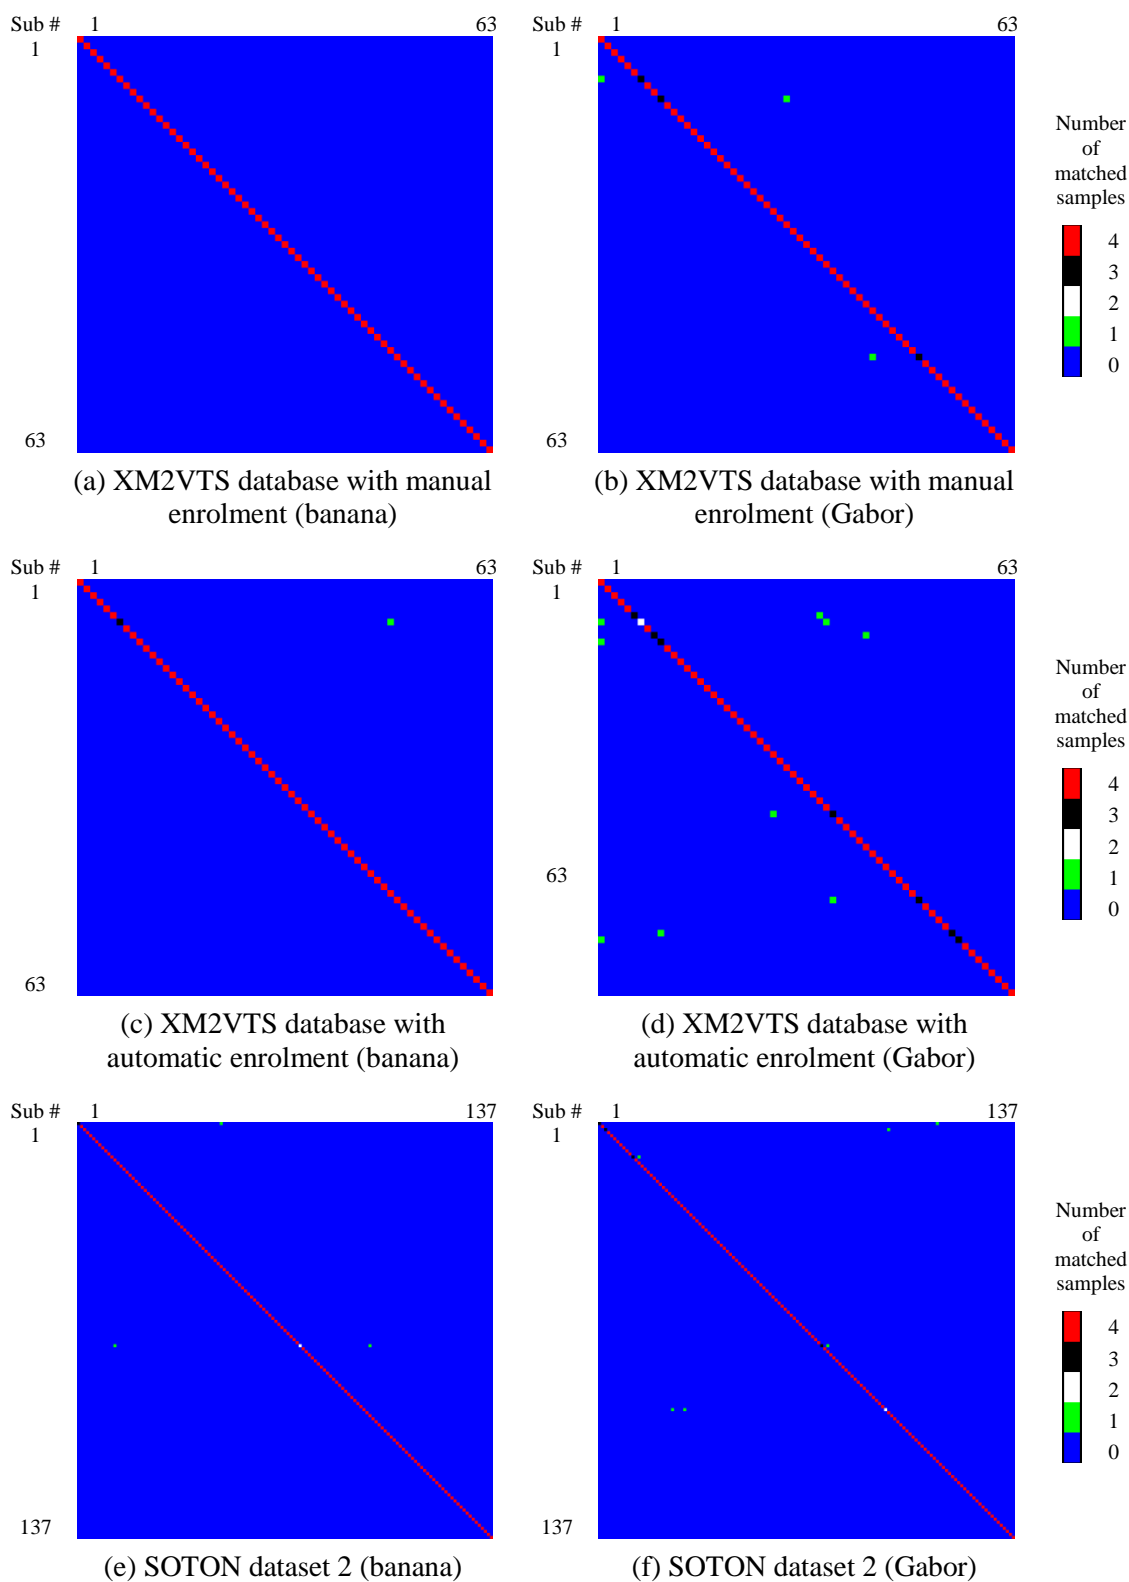 Sub # 1 63
1
63
(a) XM2VTS database with manual
enrolment (banana)
Sub # 1 63
1
63
(b) XM2VTS database with manual
enrolment (Gabor)
Number
of
matched
samples
4
3
2
1
0
Sub # 1 63
1
63
(c) XM2VTS database with
automatic enrolment (banana)
Sub # 1 63
1
63
(d) XM2VTS database with
automatic enrolment (Gabor)
Number
of
matched
samples
4
3
2
1
0
Sub # 1 137
1
137
(e) SOTON dataset 2 (banana)
Sub # 1 137
1
137
(f) SOTON dataset 2 (Gabor)
Number
of
matched
samples
4
3
2
1
0